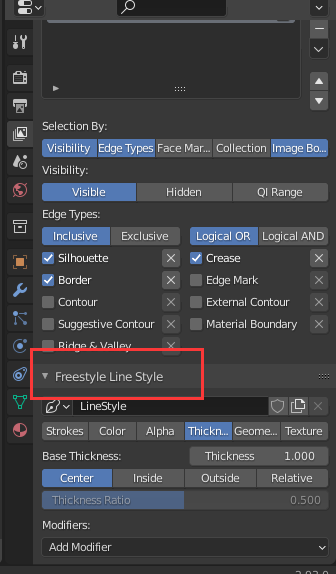 Selection By:
Visibility Edge Types Face Mar... Collection Image Bo...
Visibility:
Visible Hidden QI Range
Edge Types:
Inclusive Exclusive Logical OR Logical AND
Silhouette Crease
Border Edge Mark
Contour External Contour
Suggestive Contour Material Boundary
Ridge & Valley
Freestyle Line Style
LineStyle
Strokes Color Alpha Thickn... Geome... Texture
Base Thickness: Thickness 1.000
Center Inside Outside Relative
Thickness Ratio 0.500
Modifiers:
Add Modifier